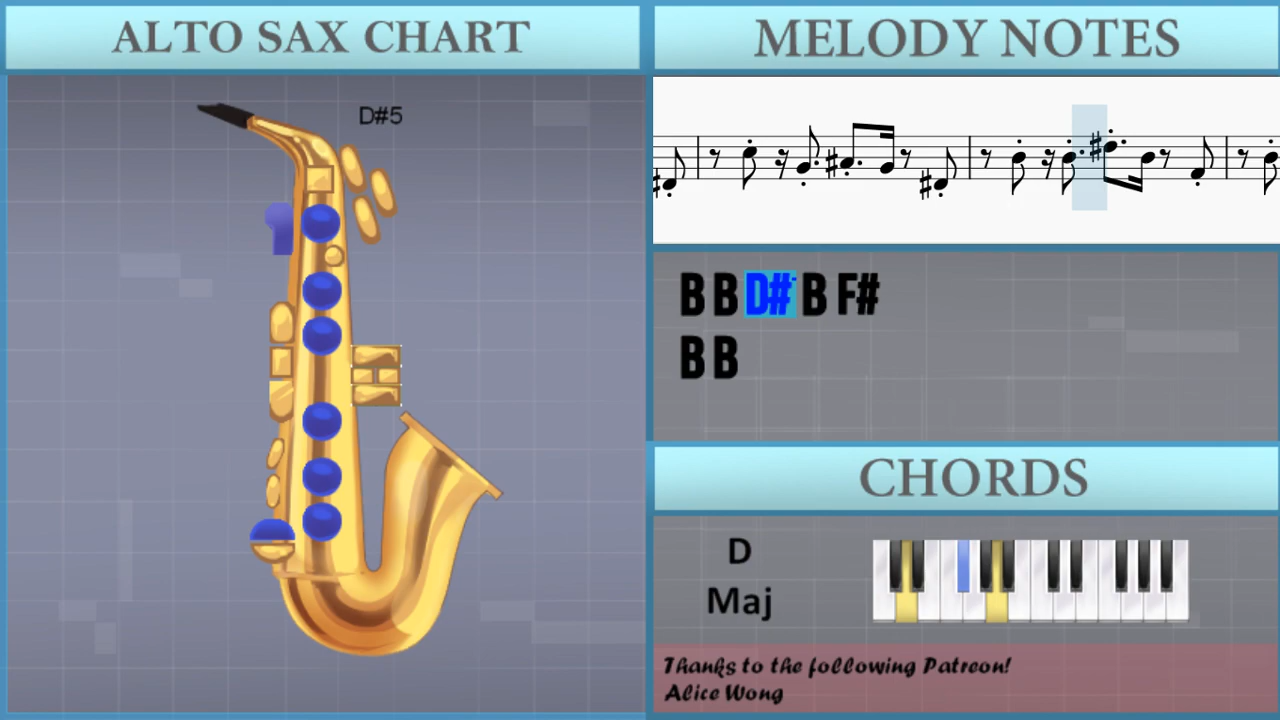 ALTO SAX CHART
D#5
MELODY NOTES
B B D# B F#
B B
CHORDS
D
Maj
Thanks to the following Patreon!
Alice Wong